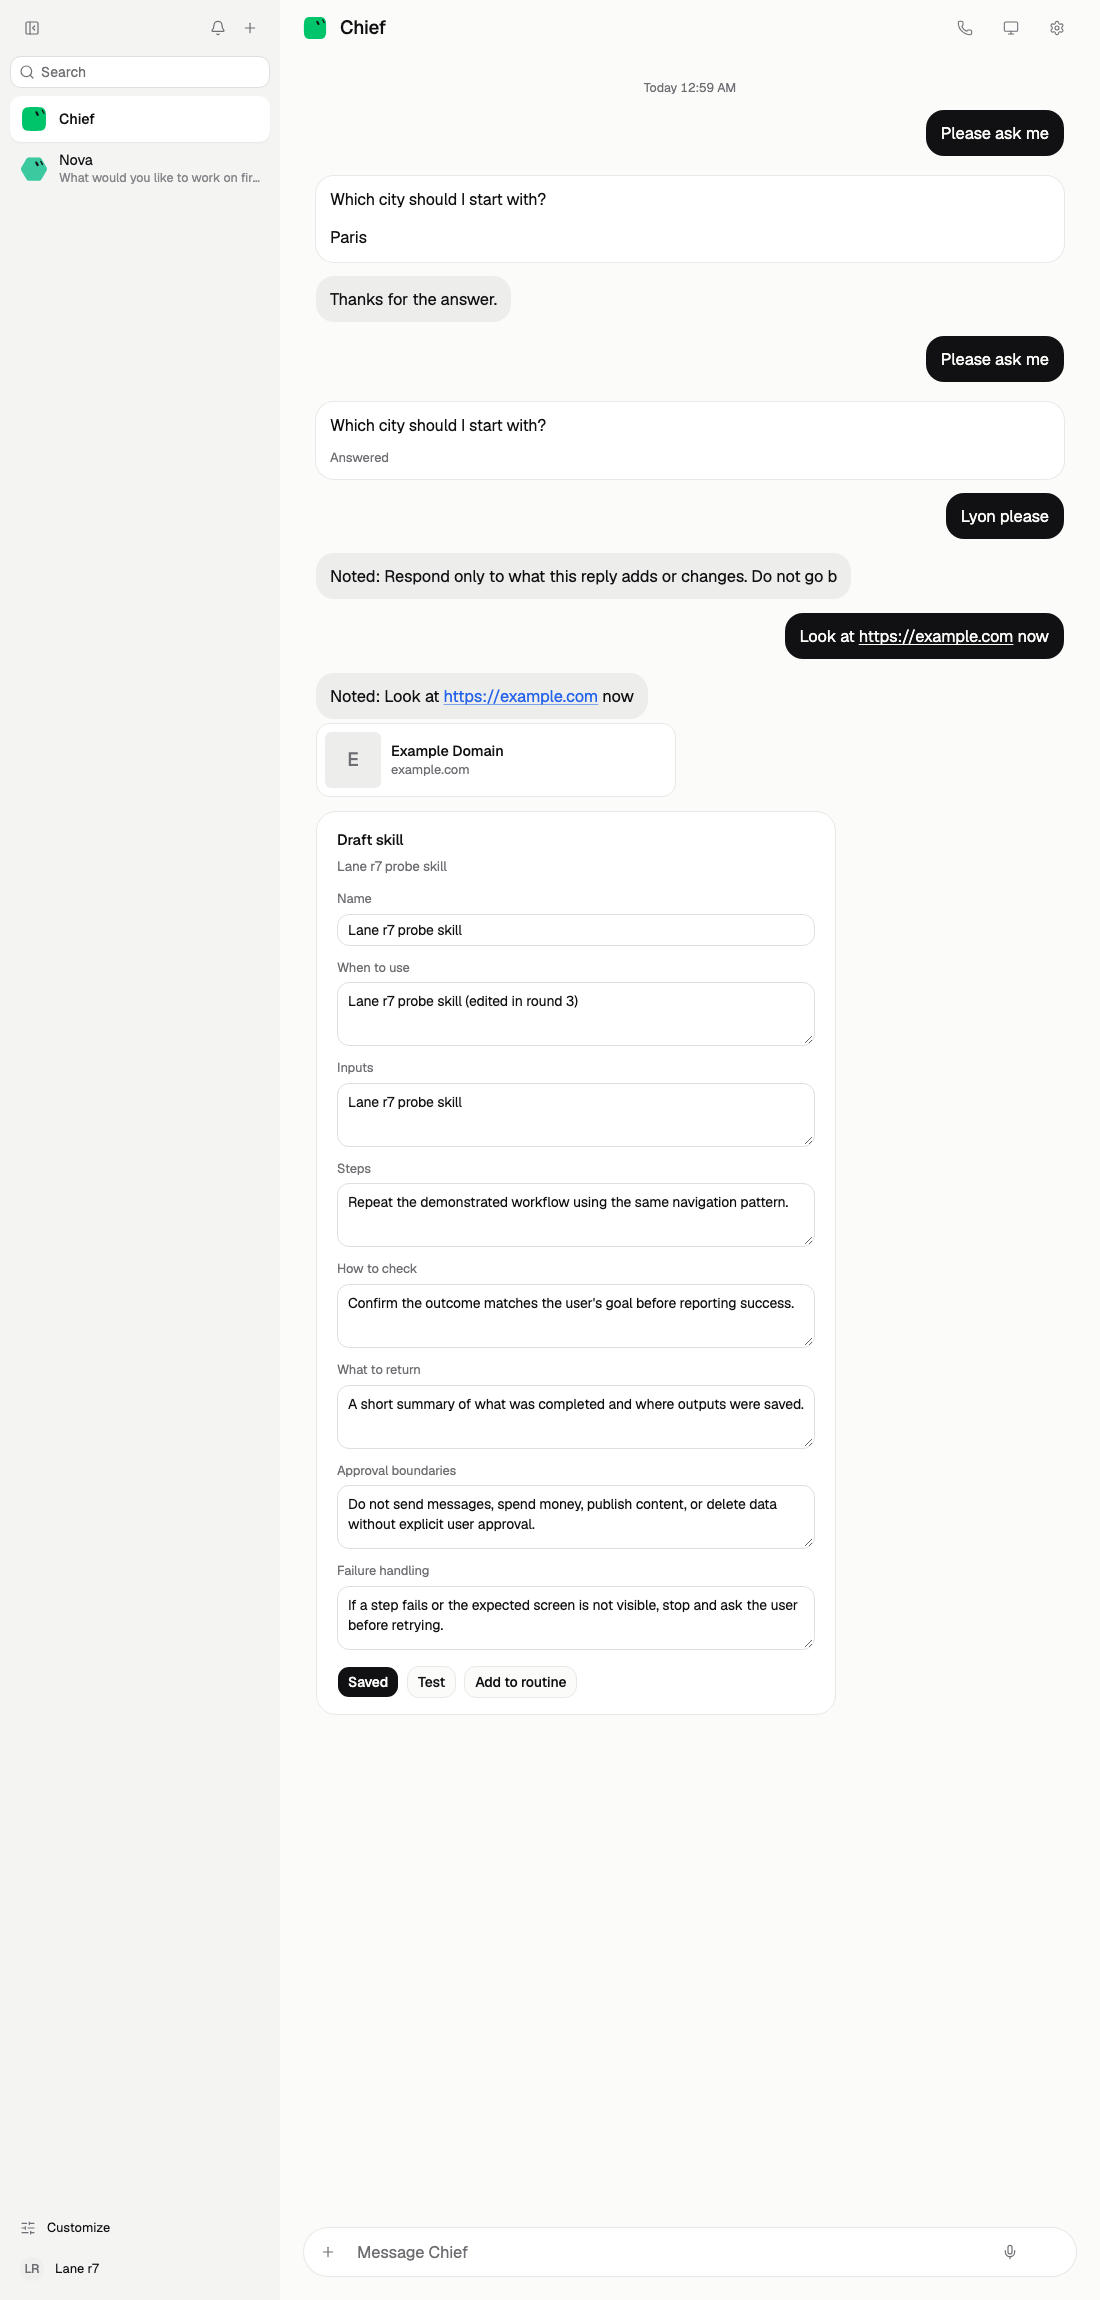 Search
Chief
Nova
What would you like to work on fir...
Customize
LR
Lane r7
Chief
Today 12:59 AM
Please ask me
Which city should I start with?
Paris
Thanks for the answer.
Please ask me
Which city should I start with?
Answered
Lyon please
Noted: Respond only to what this reply adds or changes. Do not go b
Look at https://example.com now
Noted: Look at https://example.com now
E
Example Domain
example.com
Draft skill
Lane r7 probe skill
Name
Lane r7 probe skill
When to use
Lane r7 probe skill (edited in round 3)
Inputs
Lane r7 probe skill
Steps
Repeat the demonstrated workflow using the same navigation pattern.
How to check
Confirm the outcome matches the user's goal before reporting success.
What to return
A short summary of what was completed and where outputs were saved.
Approval boundaries
Do not send messages, spend money, publish content, or delete data
without explicit user approval.
Failure handling
If a step fails or the expected screen is not visible, stop and ask the user
before retrying.
Saved
Test
Add to routine
Message Chief